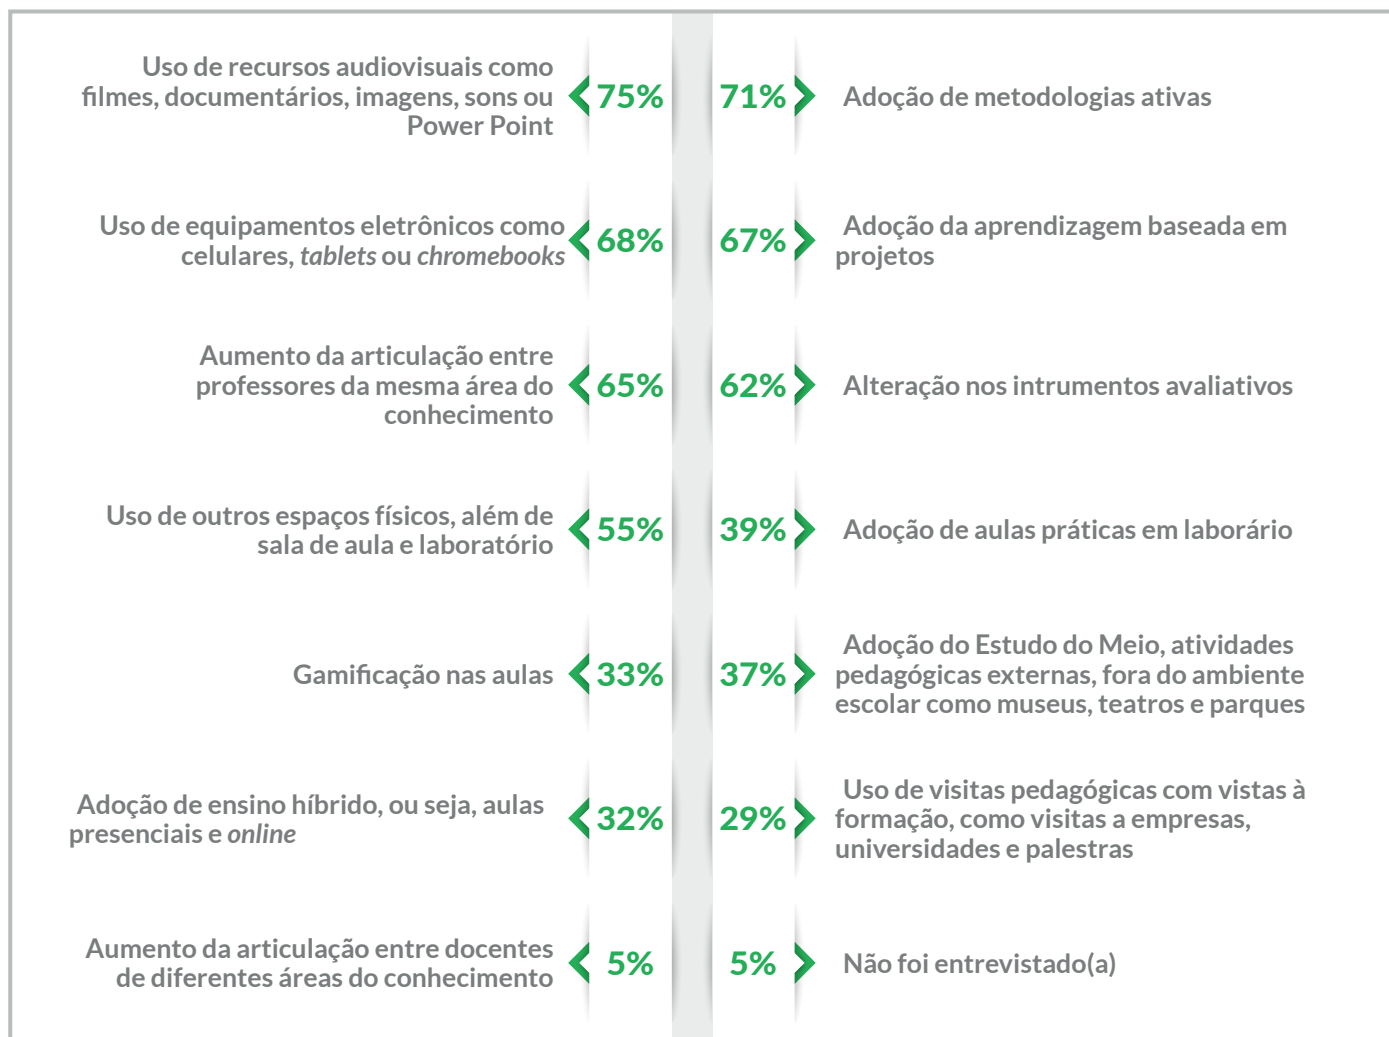 Uso de recursos audiovisuais como
filmes, documentários, imagens, sons ou
Power Point
75%
71%
Adoção de metodologias ativas
Uso de equipamentos eletrônicos como
celulares, tablets ou chromebooks
68%
67%
Adoção da aprendizagem baseada em
projetos
Aumento da articulação entre
professores da mesma área do
conhecimento
65%
62%
Alteração nos intrumentos avaliativos
Uso de outros espaços físicos, além de
sala de aula e laboratório
55%
39%
Adoção de aulas práticas em laborário
Gamificação nas aulas
33%
37%
Adoção do Estudo do Meio, atividades
pedagógicas externas, fora do ambiente
escolar como museus, teatros e parques
Adoção de ensino híbrido, ou seja, aulas
presenciais e online
32%
29%
Uso de visitas pedagógicas com vistas à
formação, como visitas a empresas,
universidades e palestras
Aumento da articulação entre docentes
de diferentes áreas do conhecimento
5%
5%
Não foi entrevistado(a)